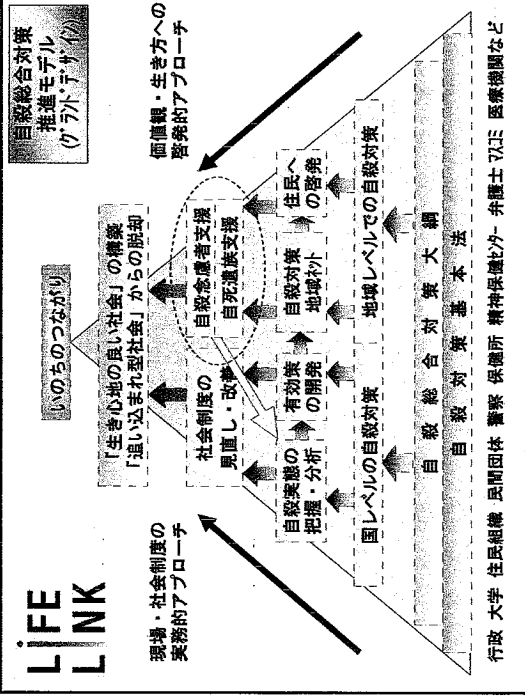 LiFE
LINK
自殺総合対策
推進モデル
(グランドデザイン)
いのちのつながり
「生き心地の良い社会」の構築
「追い込まれ型社会」からの脱却
現場・社会制度の
実務的アプローチ
価値観・生き方への
啓発的アプローチ
社会制度の
見直し・改善
自殺念慮者支援
自死遺族支援
自殺実態の
把握・分析
有効策
の開発
自殺対策
地域ネット
住民へ
の啓発
国レベルの自殺対策
地域レベルでの自殺対策
自殺総合対策大綱
自殺対策基本法
行政 大学 住民組織 民間団体 警察 保健所 精神保健センター 弁護士 マスコミ 医療機関など